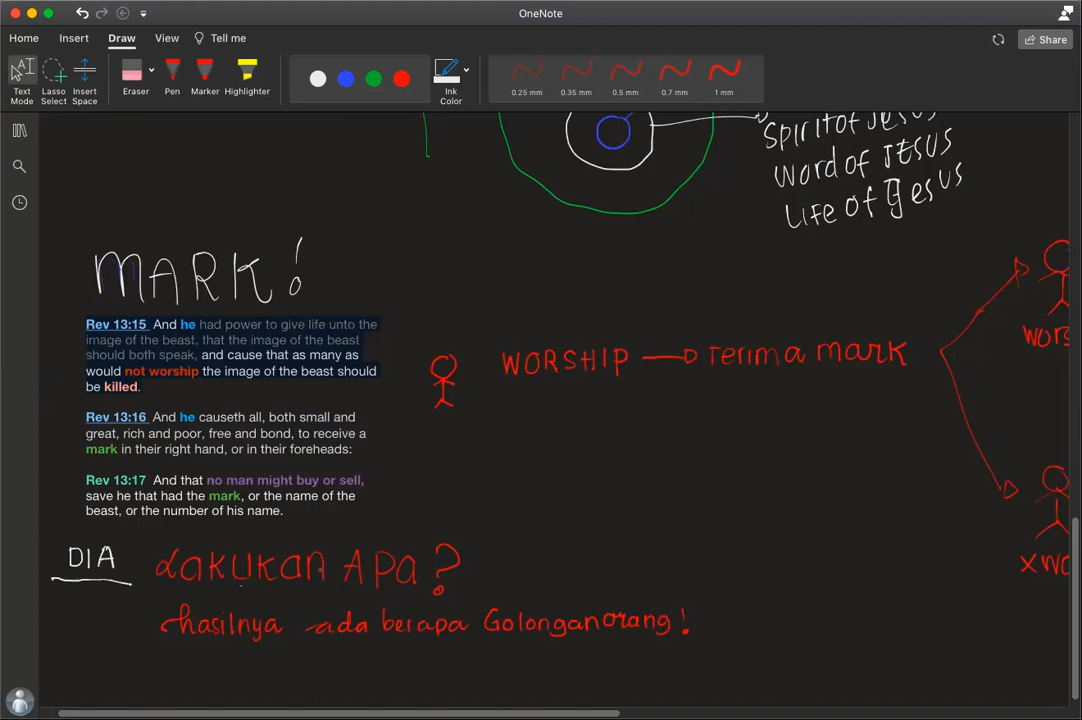 OneNote
Home Insert Draw View Tell me
Share
Text Mode
Lasso Select
Insert Space
Eraser
Pen
Marker
Highlighter
Ink Color
0.25 mm 0.35 mm 0.5 mm 0.7 mm 1 mm
Spirit of Jesus
Word of Jesus
Life of Jesus
MARK!
Rev 13:15 And he had power to give life unto the
image of the beast, that the image of the beast
should both speak, and cause that as many as
would not worship the image of the beast should
be killed.
WORSHIP Terima mark
Rev 13:16 And he causeth all, both small and
great, rich and poor, free and bond, to receive a
mark in their right hand, or in their foreheads:
Rev 13:17 And that no man might buy or sell,
save he that had the mark, or the name of the
beast, or the number of his name.
DIA Lakukan Apa?
hasilnya ada berapa Golongan orang!